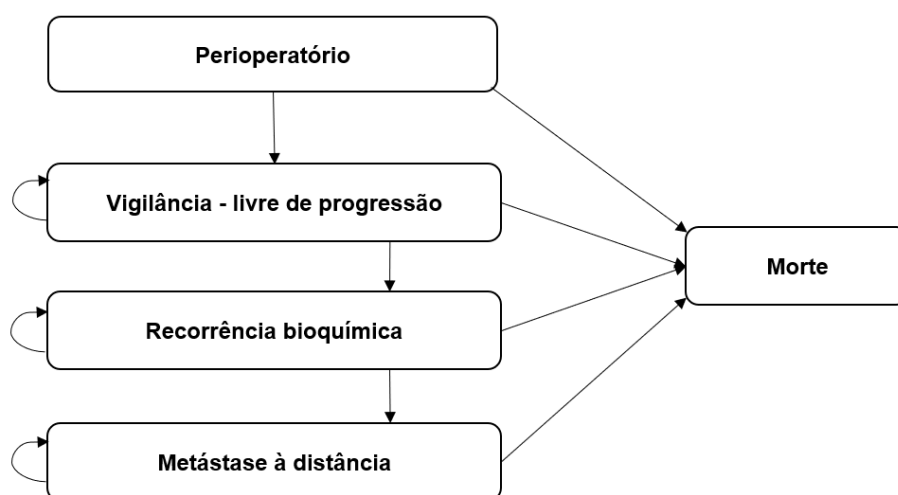 Perioperatório
Vigilância - livre de progressão
Morte
Recorrência bioquímica
Metástase à distância